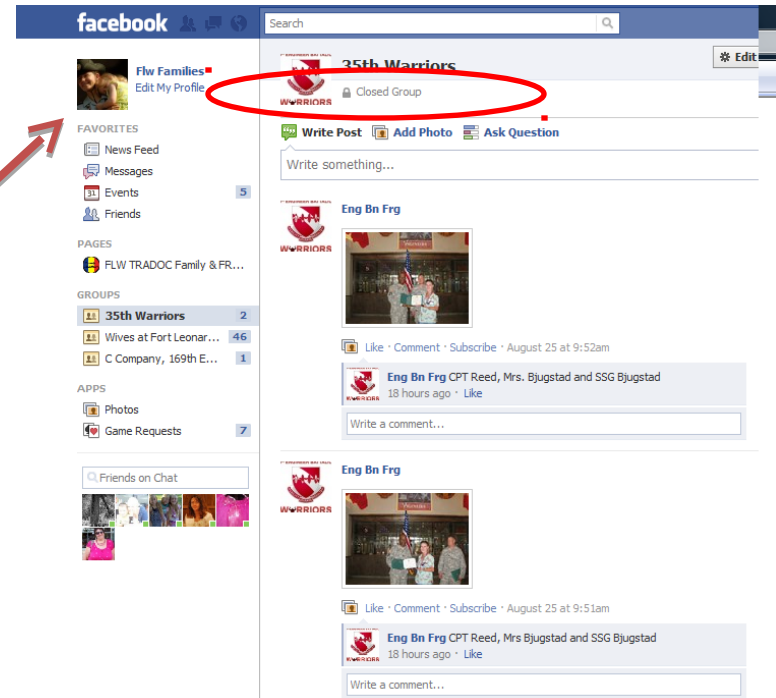 facebook
Search
Flw Families
Edit My Profile
FAVORITES
News Feed
Messages
31 Events 5
Friends
PAGES
FLW TRADOC Family & FR...
GROUPS
35th Warriors 2
Wives at Fort Leonar... 46
C Company, 169th E... 1
APPS
Photos
Game Requests 7
Friends on Chat
35th Warriors
Edit
WARRIORS
Closed Group
Write Post Add Photo Ask Question
Write something...
Eng Bn Frg
WARRIORS
Like · Comment · Subscribe · August 25 at 9:52am
Eng Bn Frg CPT Reed, Mrs. Bjugstad and SSG Bjugstad
18 hours ago · Like
Write a comment...
Eng Bn Frg
WARRIORS
Like · Comment · Subscribe · August 25 at 9:51am
Eng Bn Frg CPT Reed, Mrs Bjugstad and SSG Bjugstad
18 hours ago · Like
Write a comment...